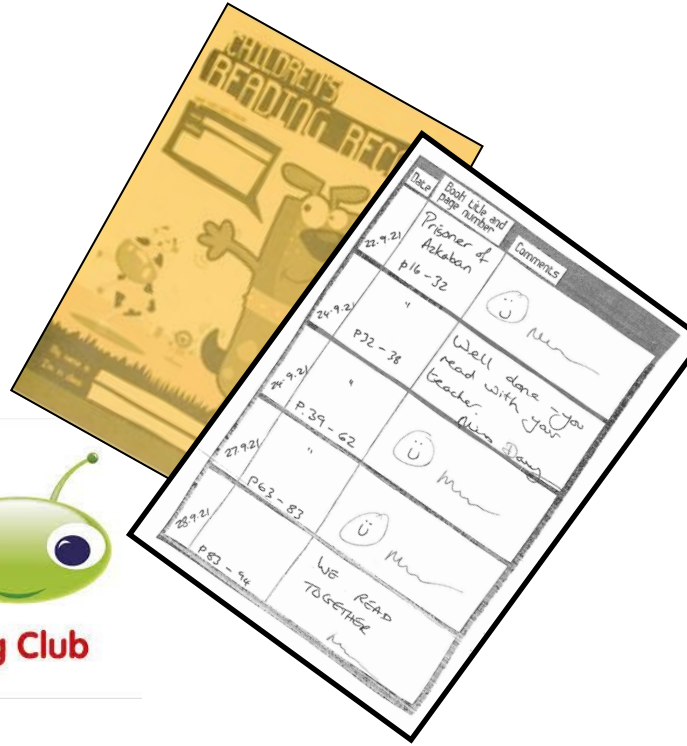 CHILDREN'S
READING REC
Date
Book title and
page number
Comments
22.9.21
Prisoner of
Azkaban
p16-32
24.9.21
"
P32-38
Well done - you
read with your
teacher.
Miss
24.9.21
"
P.39-62
27.9.21
"
P63-83
28.9.21
P83-94
WE READ
TOGETHER
g Club